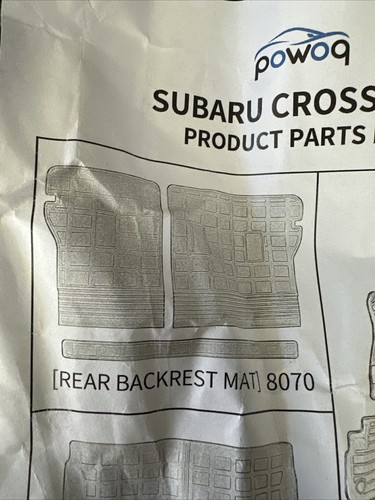 powoq
SUBARU CROSS
PRODUCT PARTS
[REAR BACKREST MAT] 8070